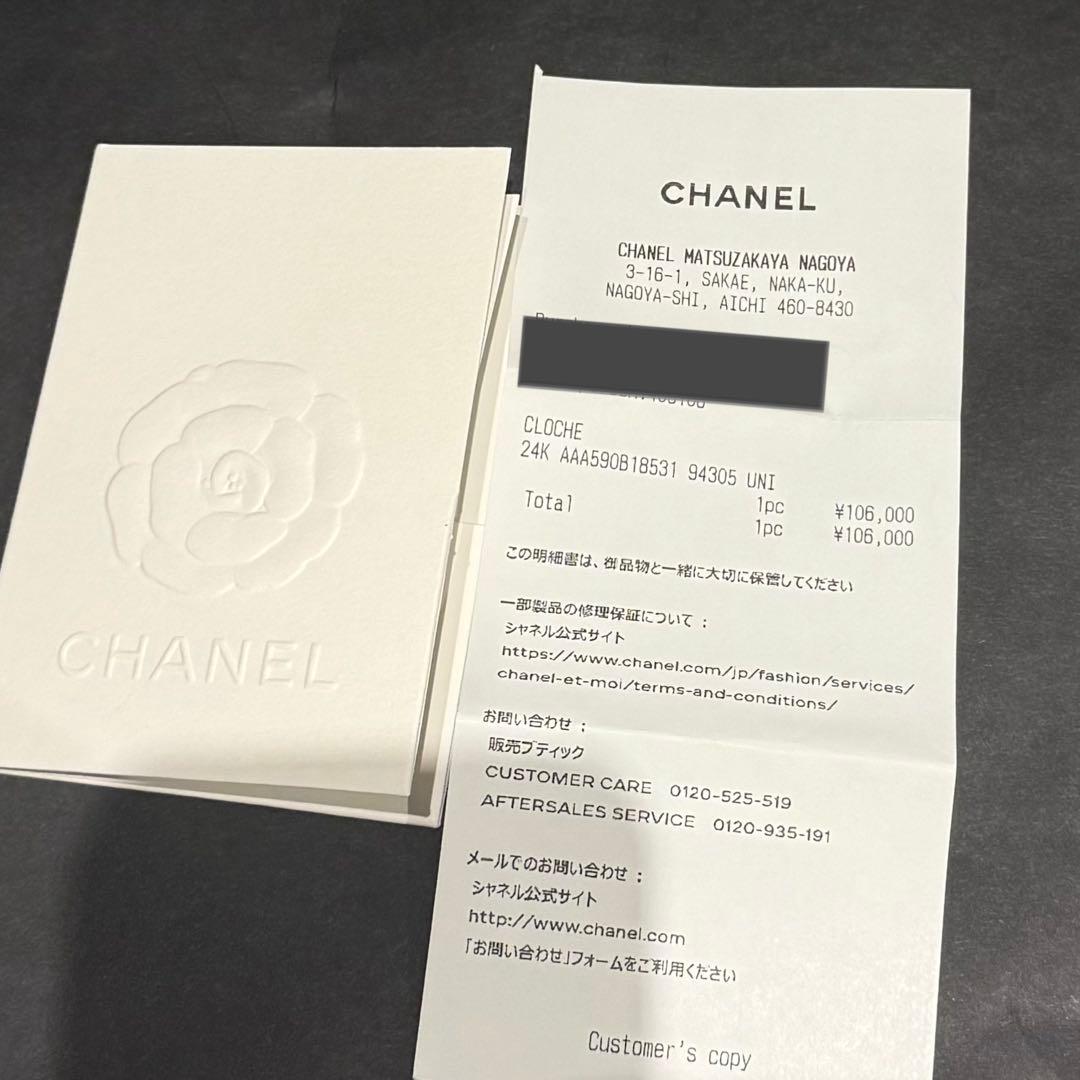 CHANEL
CHANEL
CHANEL MATSUZAKAYA NAGOYA
3-16-1, SAKAE, NAKA-KU,
NAGOYA-SHI, AICHI 460-8430
CLOCHE
24K AAA590B18531 94305 UNI
1pc ¥106,000
Total 1pc ¥106,000
この明細書は、御品物と一緒に大切に保管してください
一部製品の修理保証について :
シャネル公式サイト
https://www.chanel.com/jp/fashion/services/
chanel-et-moi/terms-and-conditions/
お問い合わせ :
販売ブティック
CUSTOMER CARE 0120-525-519
AFTERSALES SERVICE 0120-935-191
メールでのお問い合わせ :
シャネル公式サイト
http://www.chanel.com
「お問い合わせ」フォームをご利用ください
Customer's copy